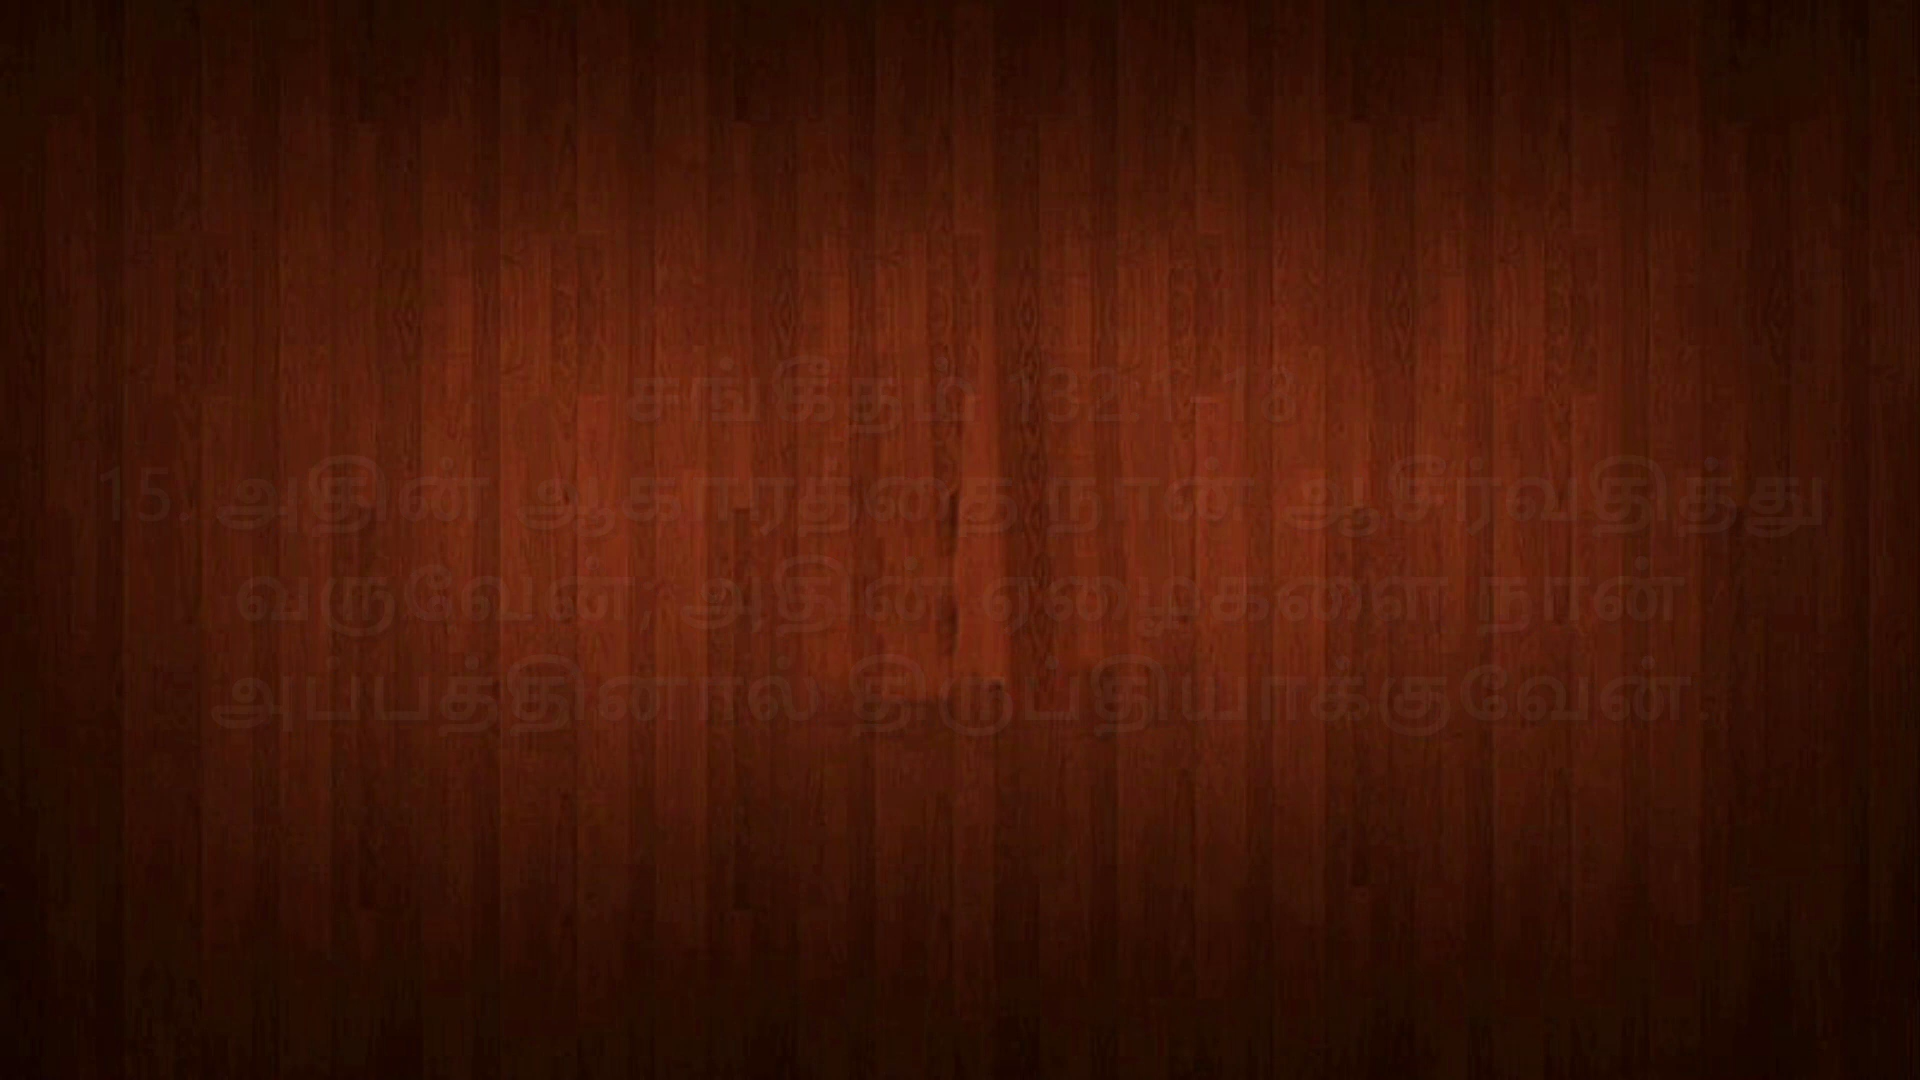 சங்கீதம் 132:1-18
15. அதின் ஆகாரத்தை நான் ஆசீர்வதித்து
வருவேன்; அதின் ஏழைகளை நான்
அப்பத்தினால் திருப்தியாக்குவேன்.